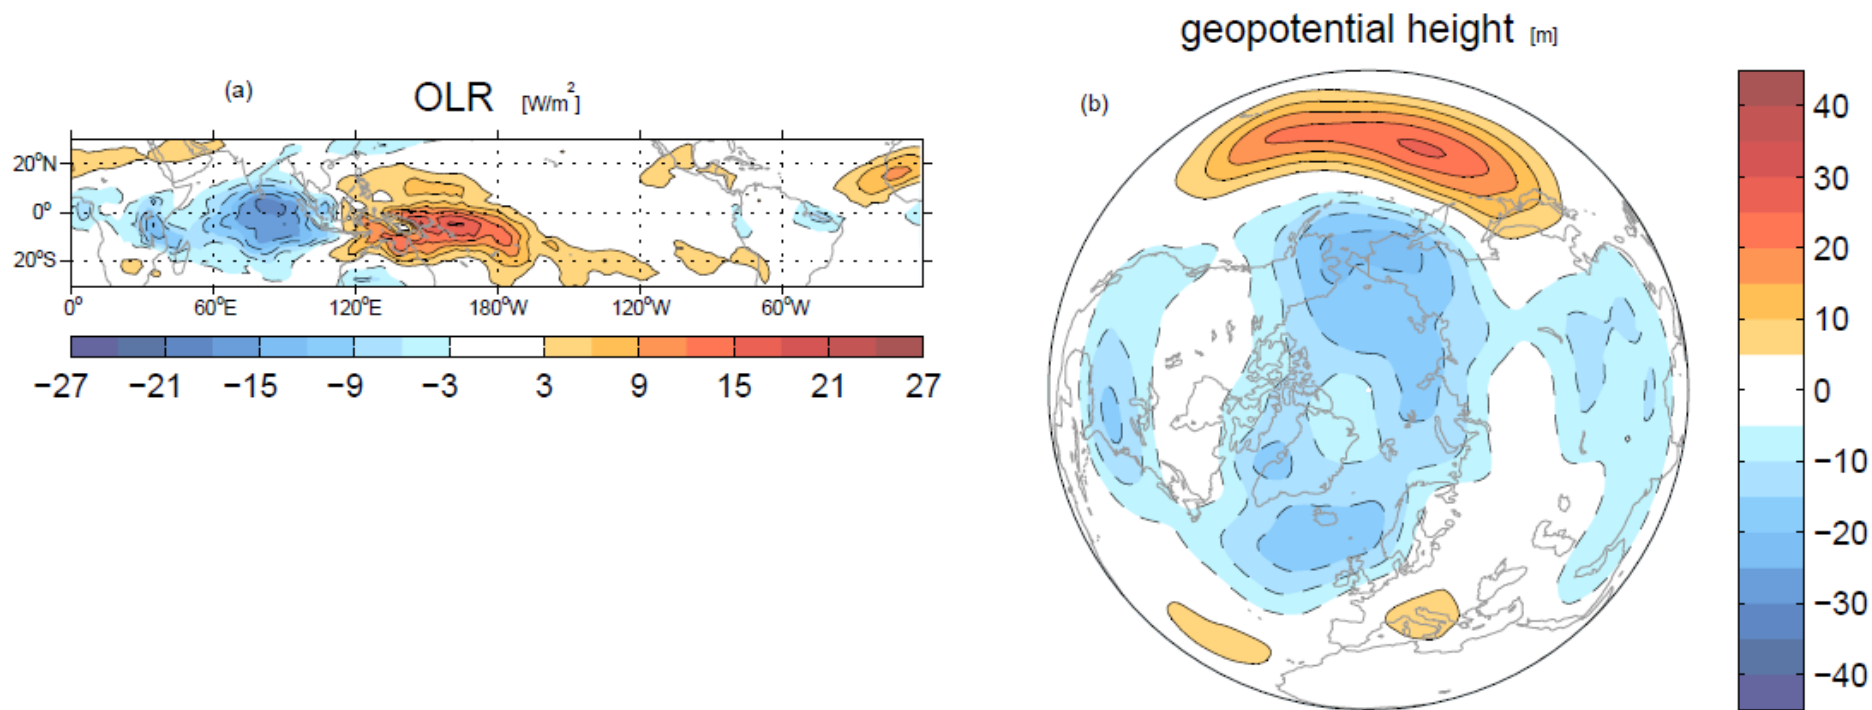 geopotential height [m]
(a)
OLR [W/m²]
(b)
20°N
0°
20°S
0° 60°E 120°E 180°W 120°W 60°W
−27 −21 −15 −9 −3 3 9 15 21 27
40
30
20
10
0
−10
−20
−30
−40